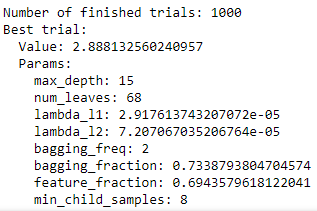 Number of finished trials: 1000
Best trial:
  Value: 2.888132560240957
  Params:
    max_depth: 15
    num_leaves: 68
    lambda_l1: 2.917613743207072e-05
    lambda_l2: 7.207067035206764e-05
    bagging_freq: 2
    bagging_fraction: 0.7338793804704574
    feature_fraction: 0.6943579618122041
    min_child_samples: 8